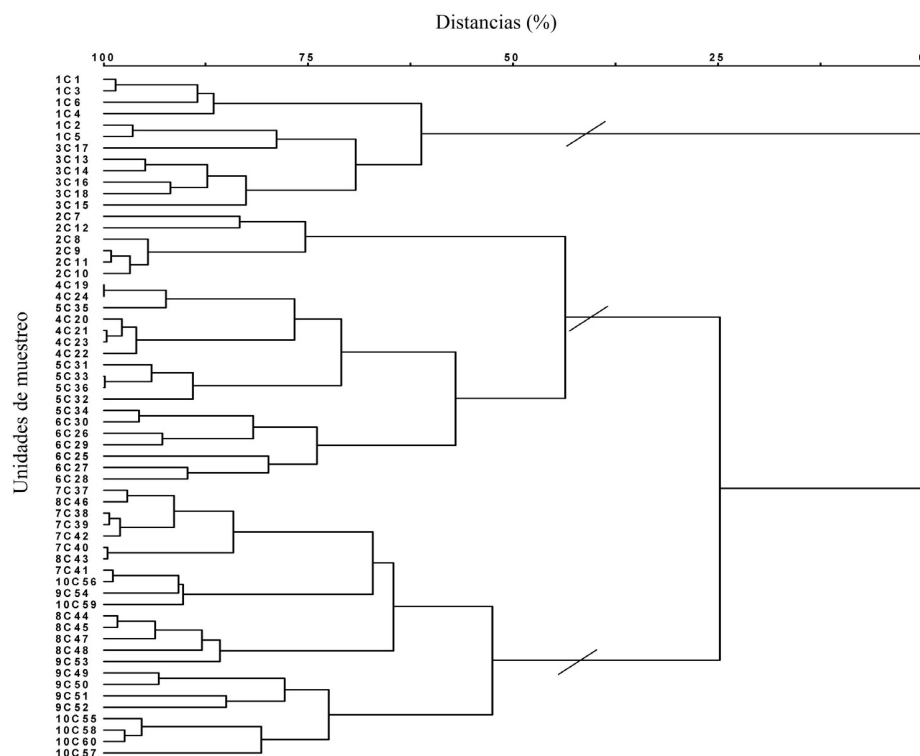 Distancias (%)
100 75 50 25 0
Unidades de muestreo
1C1
1C3
1C6
1C4
1C2
1C5
3C17
3C13
3C14
3C16
3C18
3C15
2C7
2C12
2C8
2C9
2C11
2C10
4C19
4C24
5C35
4C20
4C21
4C23
4C22
5C31
5C33
5C36
5C32
5C34
6C30
6C26
6C29
6C25
6C27
6C28
7C37
8C46
7C38
7C39
7C42
7C40
8C43
7C41
10C56
9C54
10C59
8C44
8C45
8C47
8C48
9C53
9C49
9C50
9C51
9C52
10C55
10C58
10C60
10C57